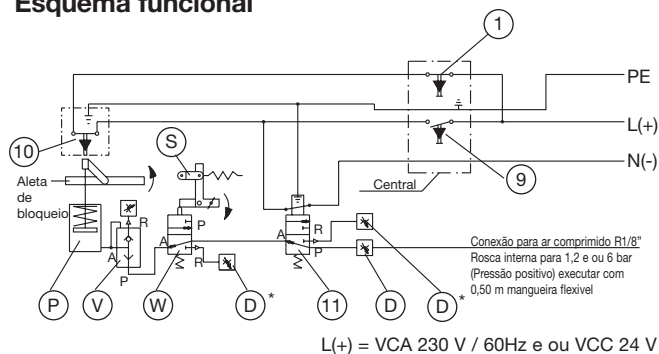 Esquema funcional
1
PE
10
S
L(+)
9
N(-)
Aleta
de
bloqueio
Central
R
P
A
R
A
P
A
R
P
Conexão para ar comprimido R1/8”
Rosca interna para 1,2 e ou 6 bar
(Pressão positivo) executar com
0,50 m mangueira flexivel
P
V
W
D*
11
D
D*
L(+) = VCA 230 V / 60Hz e ou VCC 24 V